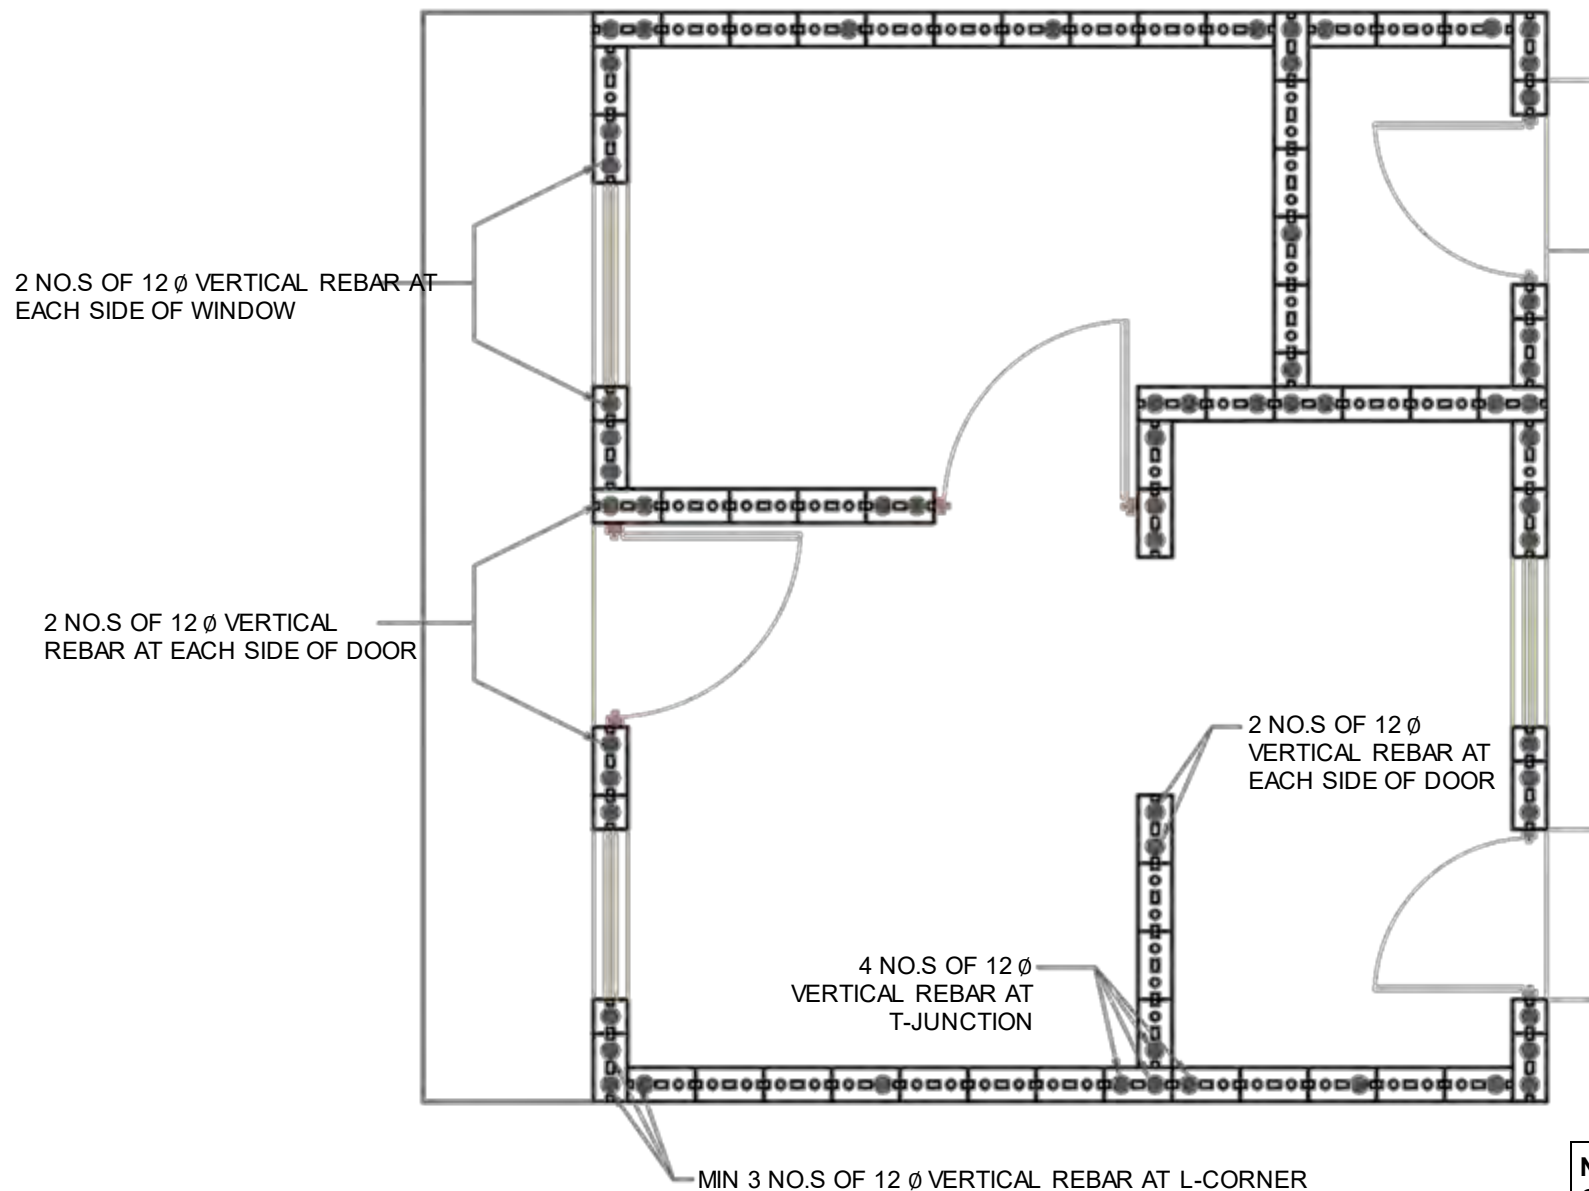 2 NO.S OF 12 Ø VERTICAL REBAR AT
EACH SIDE OF WINDOW
2 NO.S OF 12 Ø VERTICAL
REBAR AT EACH SIDE OF DOOR
2 NO.S OF 12 Ø
VERTICAL REBAR AT
EACH SIDE OF DOOR
4 NO.S OF 12 Ø
VERTICAL REBAR AT
T-JUNCTION
MIN 3 NO.S OF 12 Ø VERTICAL REBAR AT L-CORNER